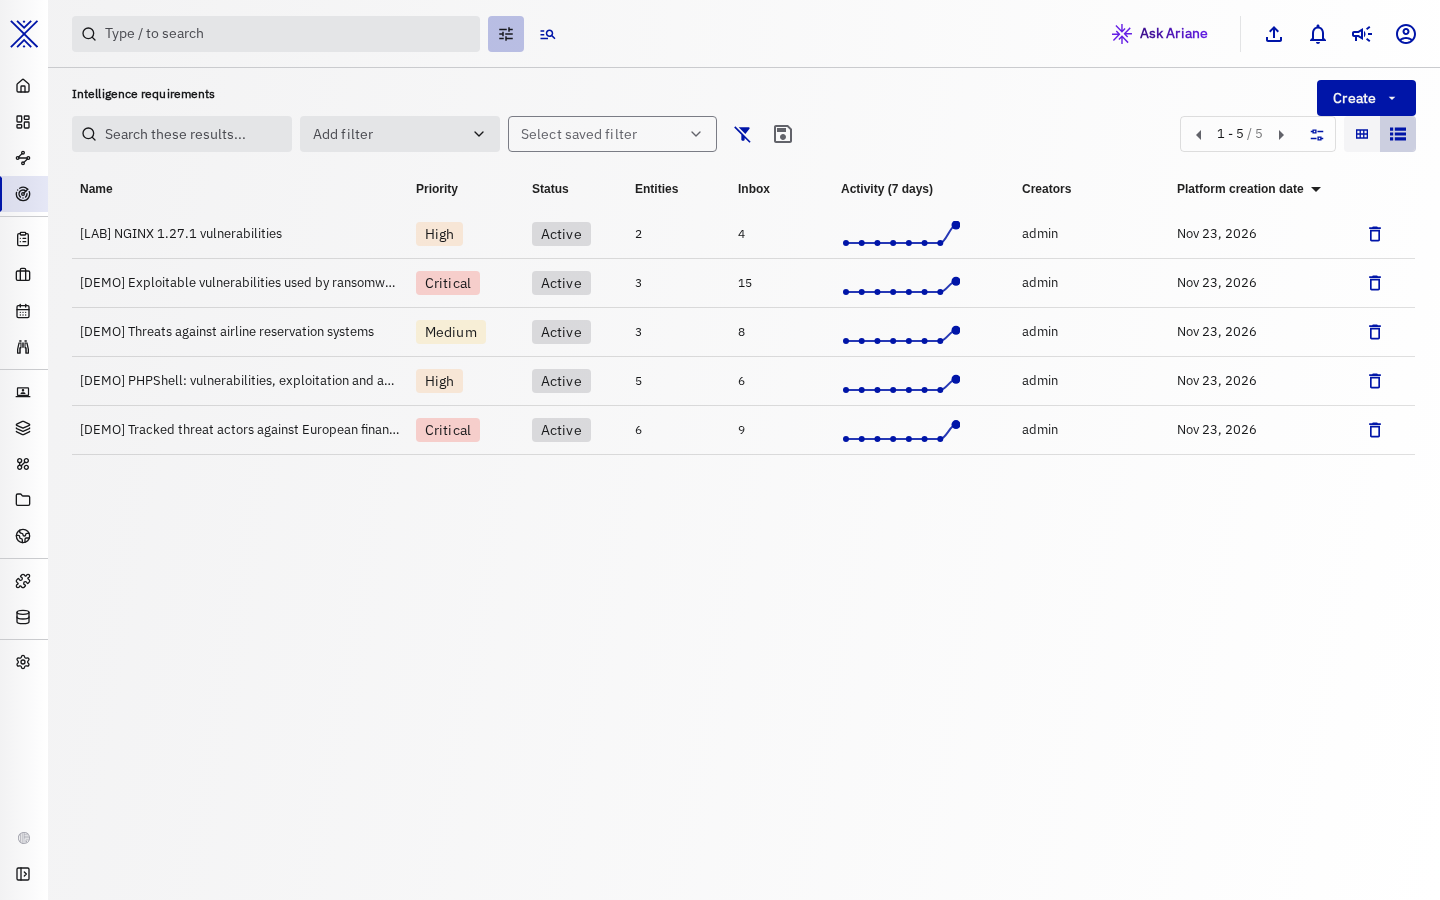 Type / to search
Ask Ariane
Intelligence requirements
Create
Search these results...
Add filter
Select saved filter
1 - 5 / 5
Name Priority Status Entities Inbox Activity (7 days) Creators Platform creation date
[LAB] NGINX 1.27.1 vulnerabilities High Active 2 4 admin Nov 23, 2026
[DEMO] Exploitable vulnerabilities used by ransomw... Critical Active 3 15 admin Nov 23, 2026
[DEMO] Threats against airline reservation systems Medium Active 3 8 admin Nov 23, 2026
[DEMO] PHPShell: vulnerabilities, exploitation and a... High Active 5 6 admin Nov 23, 2026
[DEMO] Tracked threat actors against European finan... Critical Active 6 9 admin Nov 23, 2026